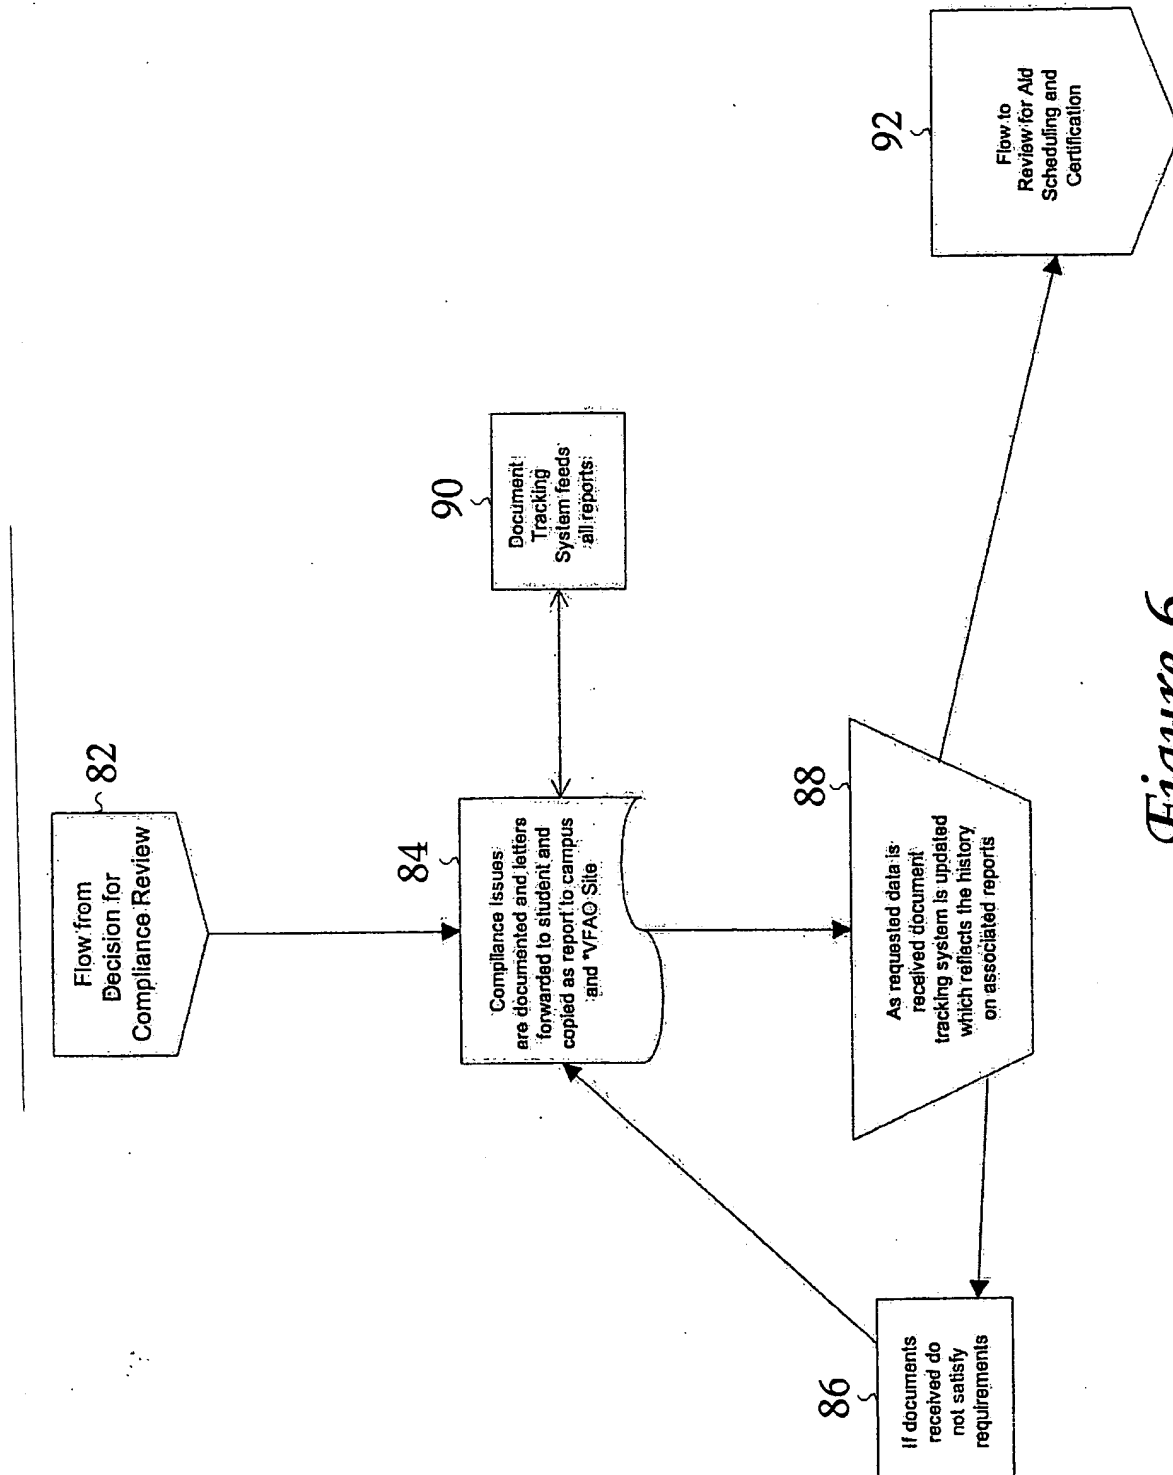 82
Flow from
Decision for
Compliance Review
84
Compliance Issues
are documented and letters
forwarded to student and
copied as report to campus
and *VFAO Site
90
Document
Tracking
System feeds
all reports
88
As requested data is
received document
tracking system is updated
which reflects the history
on associated reports
86
If documents
received do
not satisfy
requirements
92
Flow to
Review for Aid
Scheduling and
Certification
Figure 6